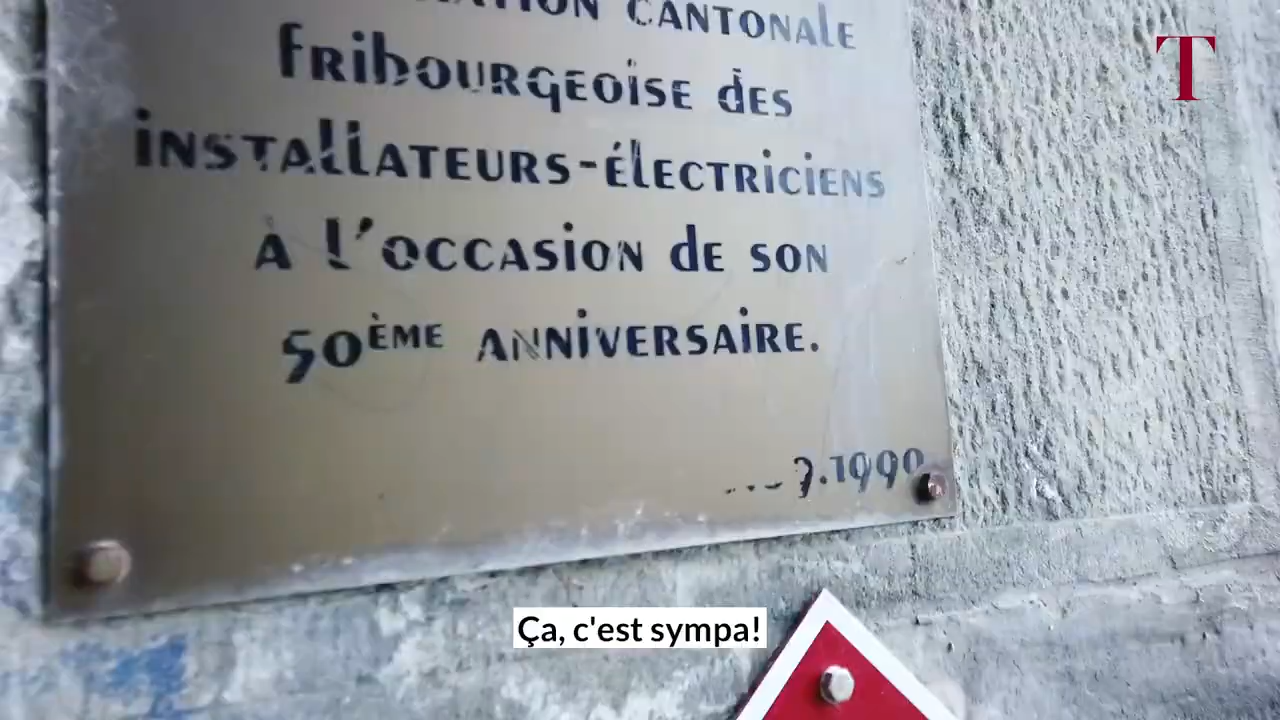 CANTONALE
T
fribourgeoise des
installateurs-électriciens
à l'occasion de son
50ème anniversaire.
1990
Ça, c'est sympa!